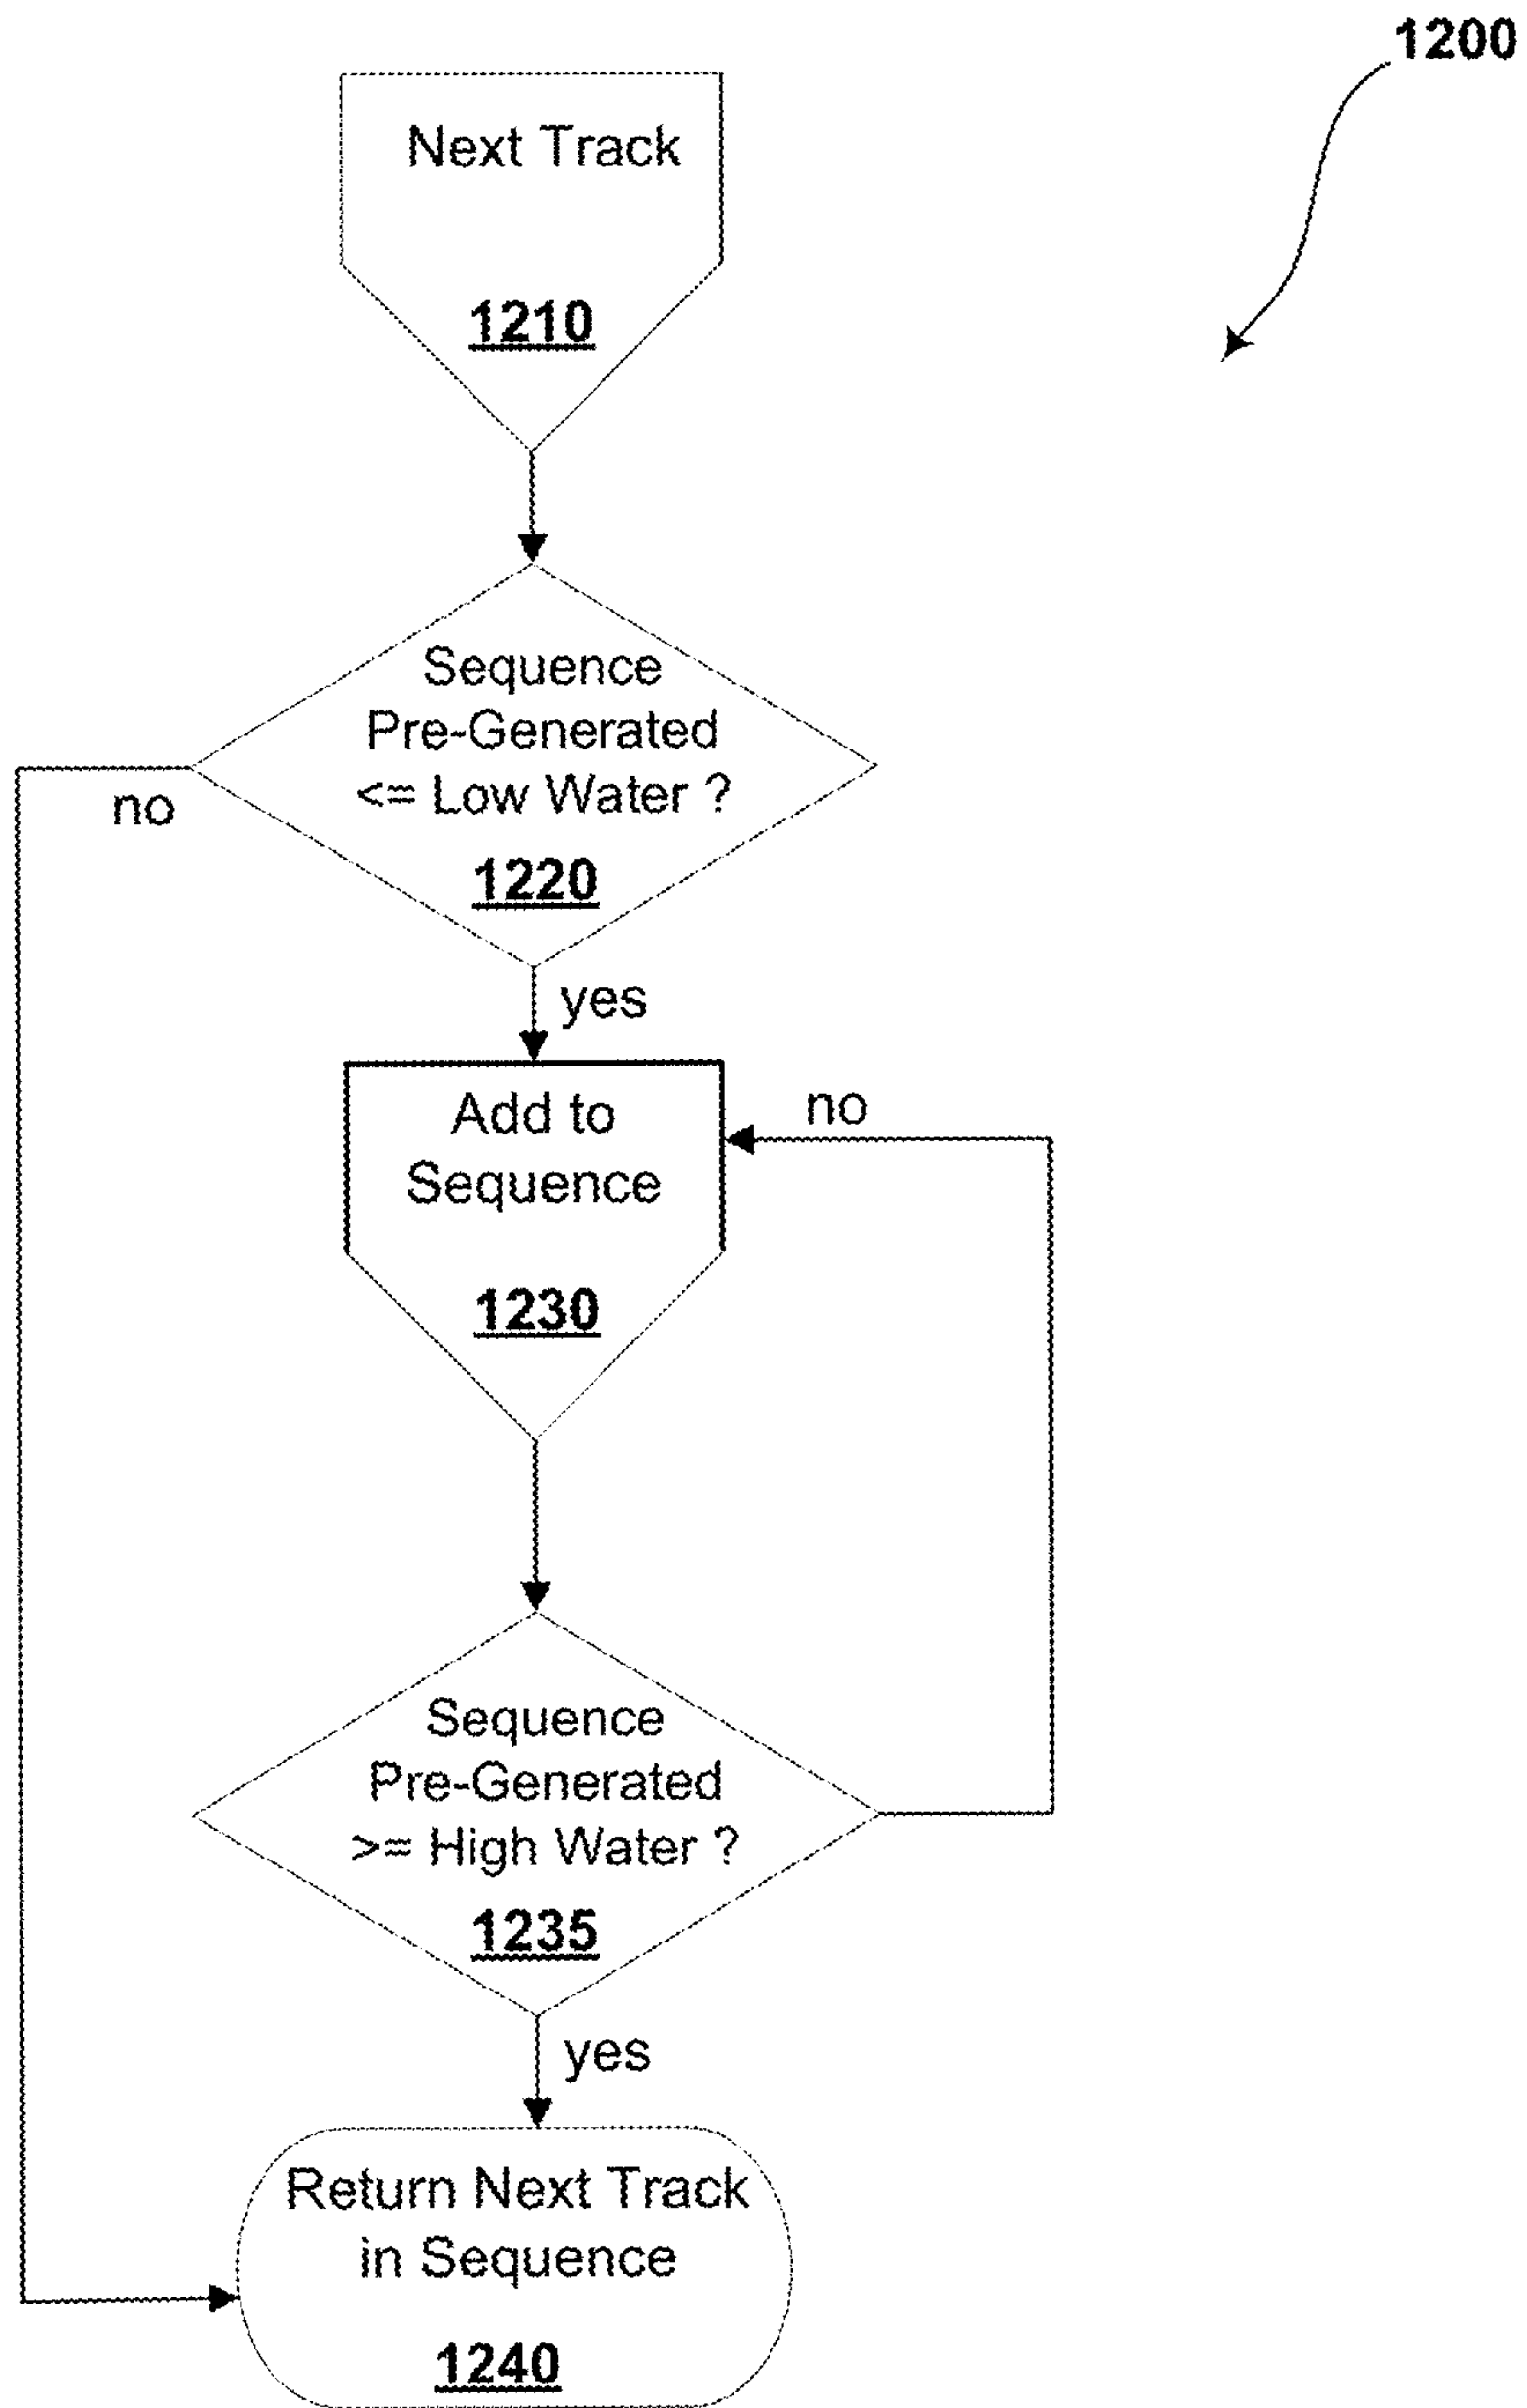 1200
Next Track
1210
Sequence
Pre-Generated
<= Low Water ?
1220
no
yes
Add to
Sequence
1230
no
Sequence
Pre-Generated
>= High Water ?
1235
yes
Return Next Track
in Sequence
1240